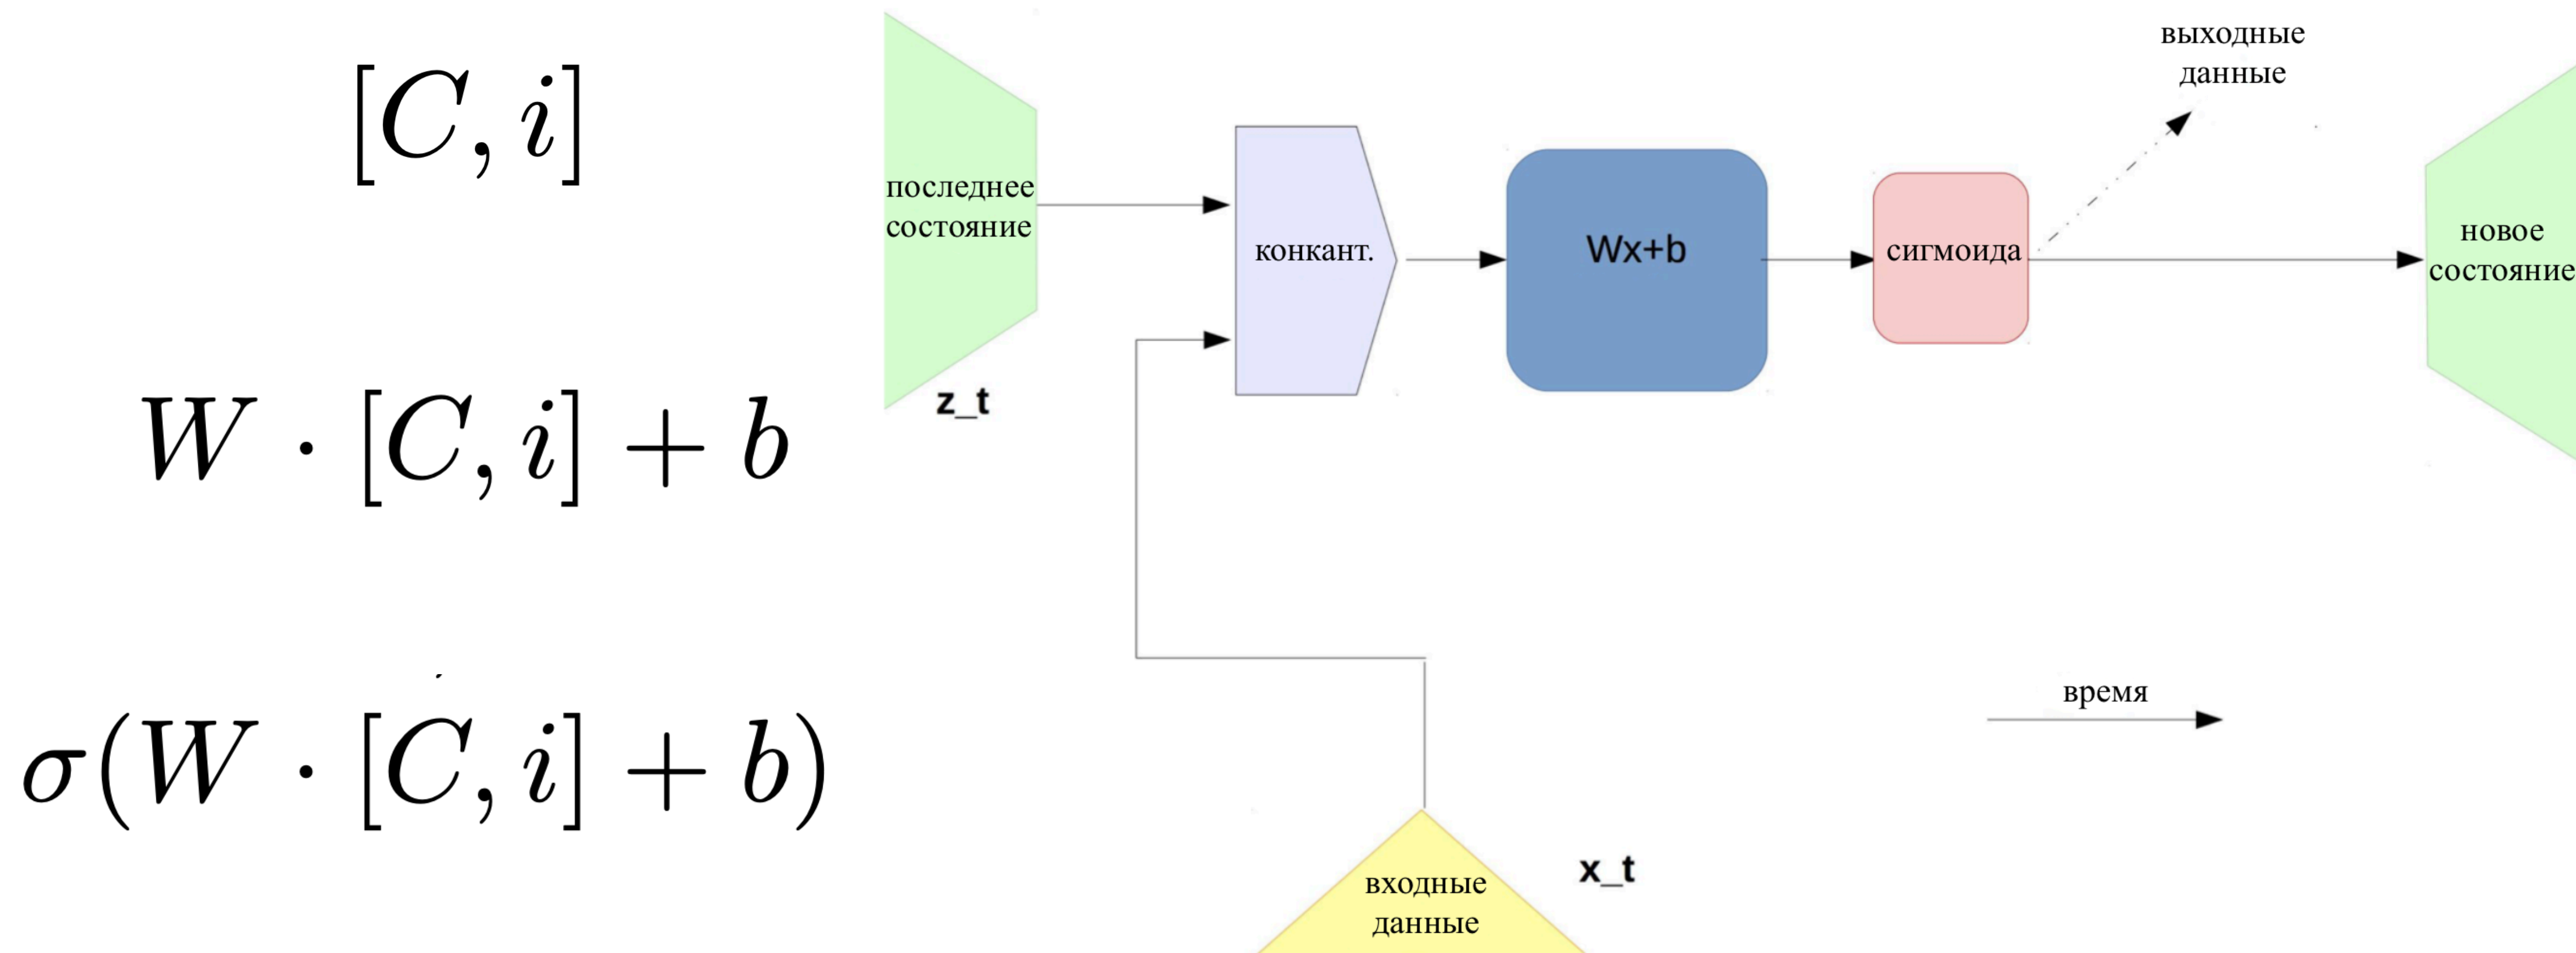 [C, i]
W · [C, i] + b
σ(W · [C, i] + b)
последнее
состояние
z_t
конкант.
Wx+b
сигмоида
выходные
данные
новое
состояние
время
входные
данные
x_t